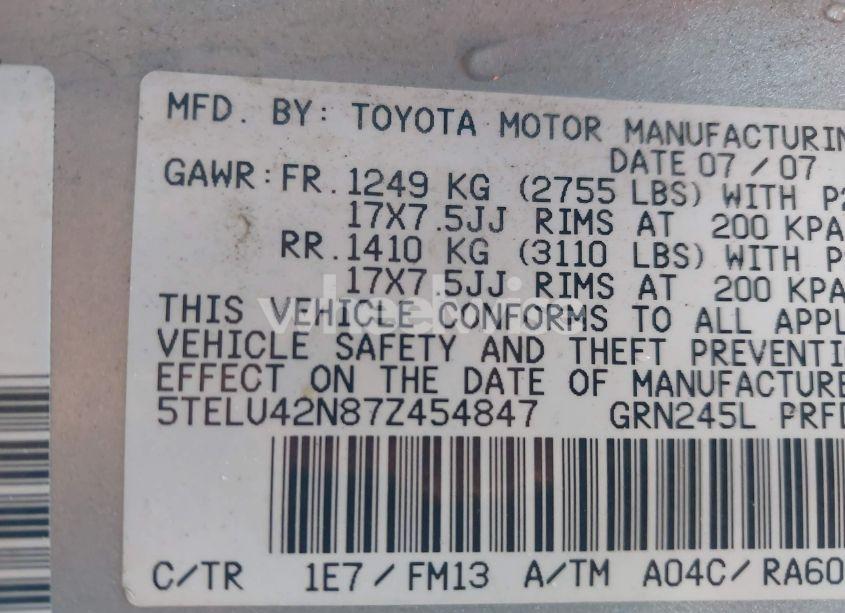 MFD. BY: TOYOTA MOTOR MANUFACTURIN
DATE 07 / 07
GAWR: FR. 1249 KG (2755 LBS) WITH P2
17X7.5JJ RIMS AT 200 KPA
RR. 1410 KG (3110 LBS) WITH P
17X7.5JJ RIMS AT 200 KPA
THIS VEHICLE CONFORMS TO ALL APPL
VEHICLE SAFETY AND THEFT PREVENTI
EFFECT ON THE DATE OF MANUFACTURE
5TELU42N87Z454847 GRN245L PRFD
C/TR 1E7 / FM13 A/TM A04C/ RA60